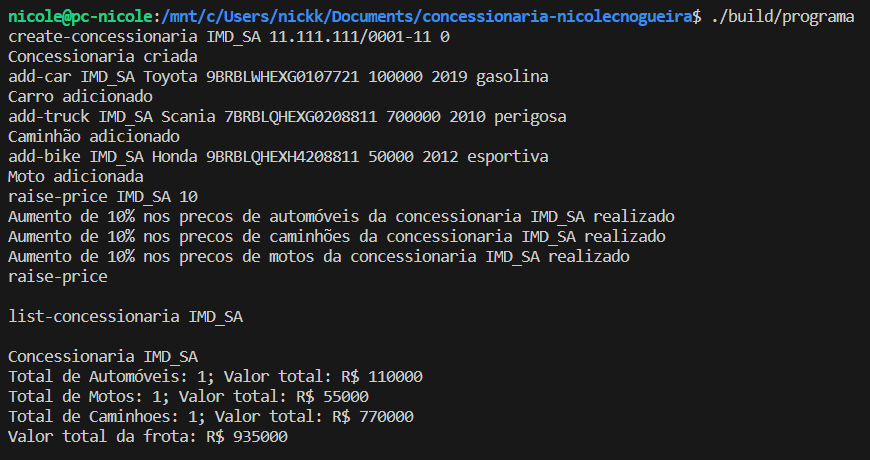 nicole@pc-nicole:/mnt/c/Users/nickk/Documents/concessionaria-nicolecnogueira$ ./build/programa
create-concessionaria IMD_SA 11.111.111/0001-11 0
Concessionaria criada
add-car IMD_SA Toyota 9BRBLWHEXG0107721 100000 2019 gasolina
Carro adicionado
add-truck IMD_SA Scania 7BRBLQHEXG0208811 700000 2010 perigosa
Caminhão adicionado
add-bike IMD_SA Honda 9BRBLQHEXH4208811 50000 2012 esportiva
Moto adicionada
raise-price IMD_SA 10
Aumento de 10% nos precos de automóveis da concessionaria IMD_SA realizado
Aumento de 10% nos precos de caminhões da concessionaria IMD_SA realizado
Aumento de 10% nos precos de motos da concessionaria IMD_SA realizado
raise-price
list-concessionaria IMD_SA
Concessionaria IMD_SA
Total de Automóveis: 1; Valor total: R$ 110000
Total de Motos: 1; Valor total: R$ 55000
Total de Caminhoes: 1; Valor total: R$ 770000
Valor total da frota: R$ 935000